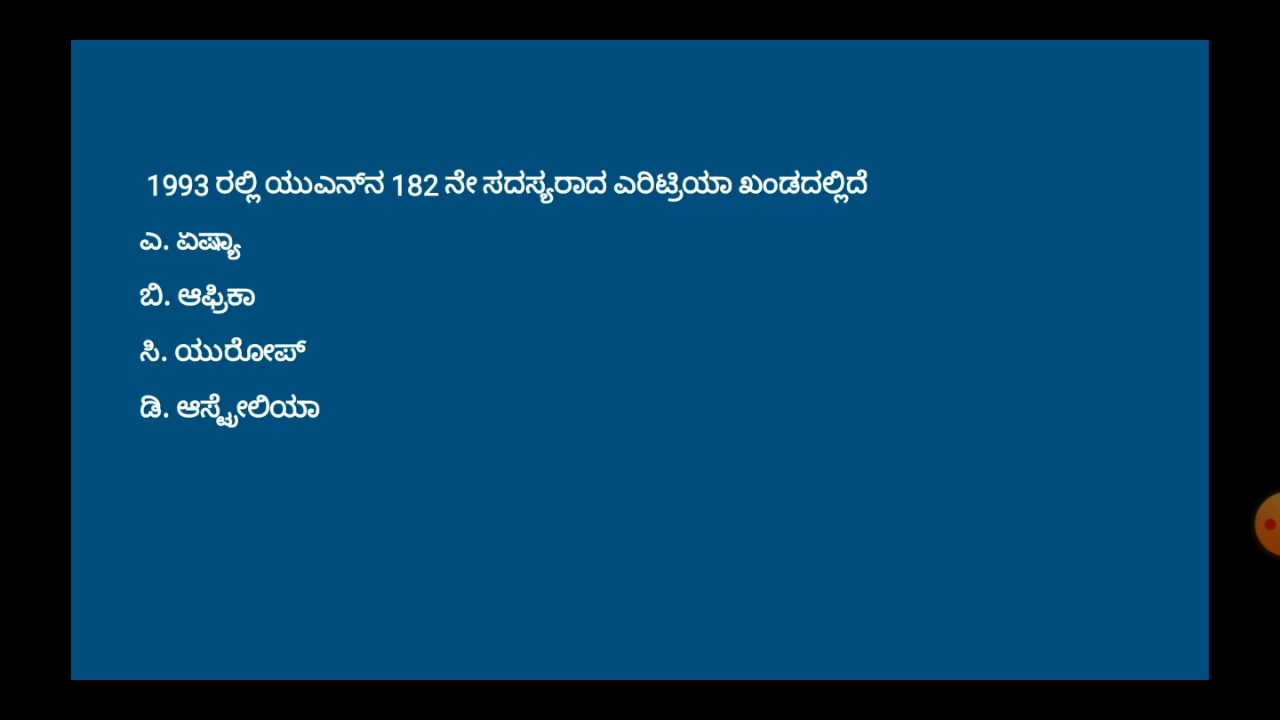 1993 ರಲ್ಲಿ ಯುಎನ್‌ನ 182 ನೇ ಸದಸ್ಯರಾದ ಎರಿಟ್ರಿಯಾ ಖಂಡದಲ್ಲಿದೆ
ಎ. ಏಷ್ಯಾ
ಬಿ. ಆಫ್ರಿಕಾ
ಸಿ. ಯುರೋಪ್
ಡಿ. ಆಸ್ಟ್ರೇಲಿಯಾ